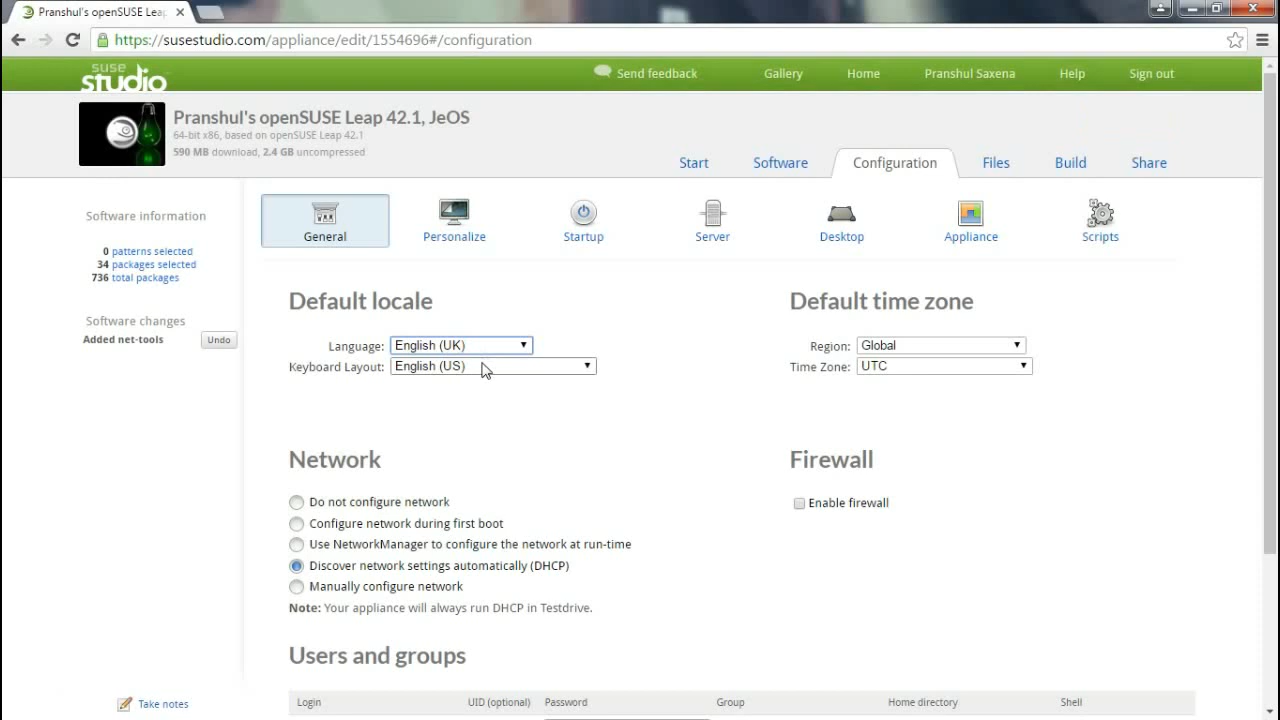 Pranshul's openSUSE Lea
https://susestudio.com/appliance/edit/1554696#/configuration
suse studio
Send feedback
Gallery
Home
Pranshul Saxena
Help
Sign out
Pranshul's openSUSE Leap 42.1, JeOS
64-bit x86, based on openSUSE Leap 42.1
590 MB download, 2.4 GB uncompressed
Start
Software
Configuration
Files
Build
Share
Software information
0 patterns selected
34 packages selected
736 total packages
Software changes
Added net-tools
Undo
General
Personalize
Startup
Server
Desktop
Appliance
Scripts
Default locale
Language: English (UK)
Keyboard Layout: English (US)
Default time zone
Region: Global
Time Zone: UTC
Network
Do not configure network
Configure network during first boot
Use NetworkManager to configure the network at run-time
Discover network settings automatically (DHCP)
Manually configure network
Note: Your appliance will always run DHCP in Testdrive.
Firewall
Enable firewall
Users and groups
Login
UID (optional)
Password
Group
Home directory
Shell
Take notes